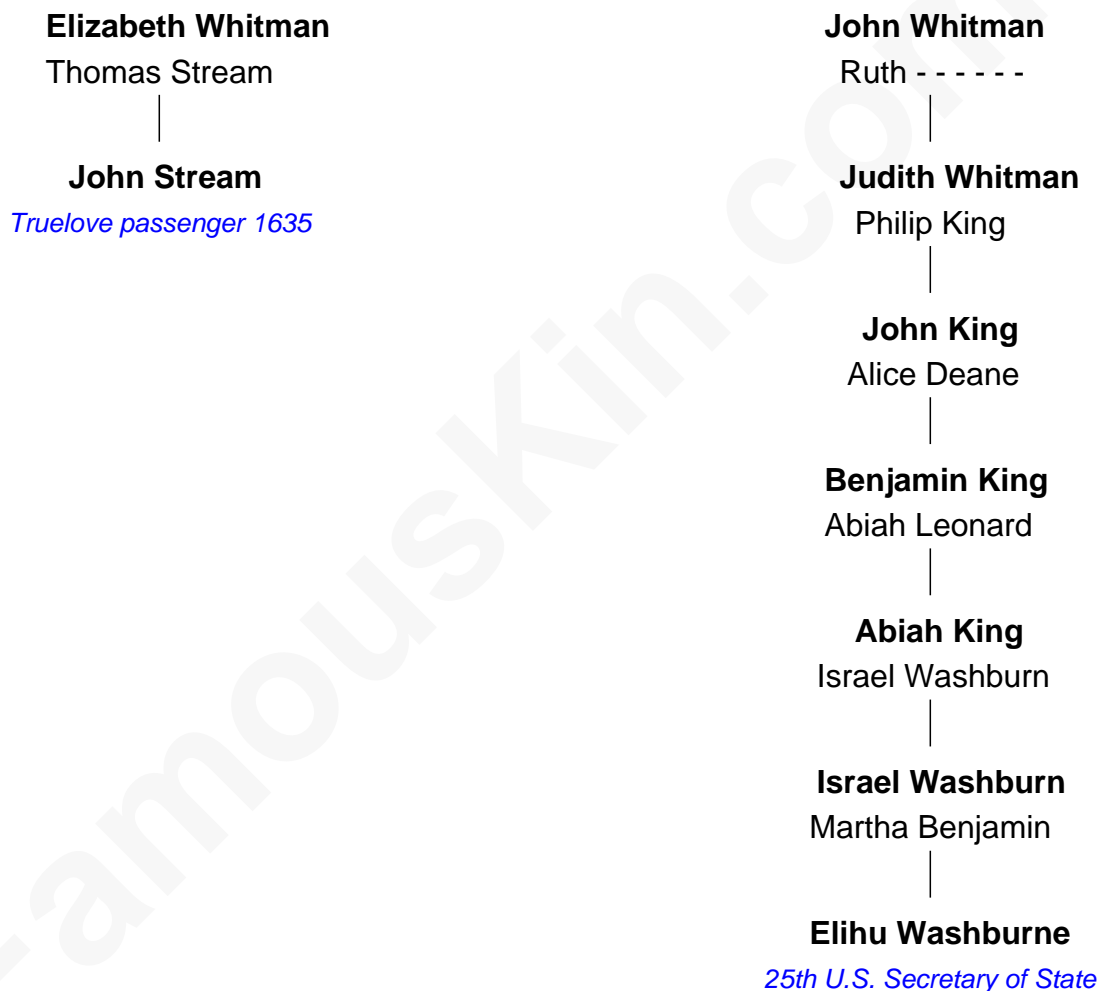 Elizabeth Whitman
Thomas Stream
John Stream
Truelove passenger 1635
John Whitman
Ruth - - - - - -
Judith Whitman
Philip King
John King
Alice Deane
Benjamin King
Abiah Leonard
Abiah King
Israel Washburn
Israel Washburn
Martha Benjamin
Elihu Washburne
25th U.S. Secretary of State
FamousKin.com